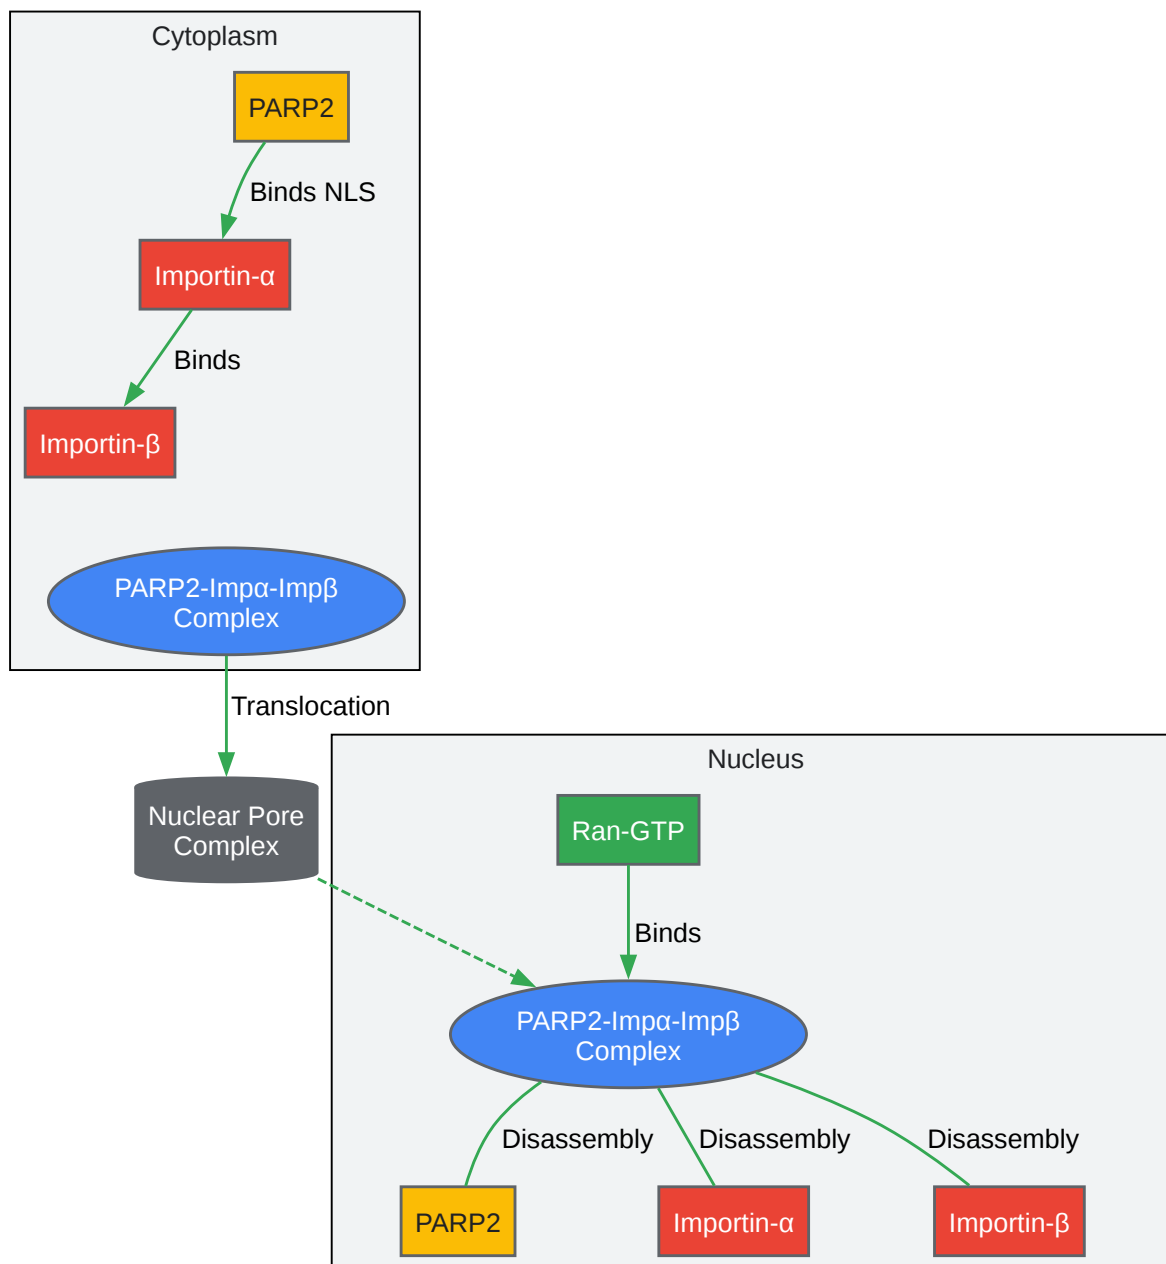 Cytoplasm
PARP2
Binds NLS
Importin-α
Binds
Importin-β
PARP2-Impα-Impβ
Complex
Translocation
Nuclear Pore
Complex
Nucleus
Ran-GTP
Binds
PARP2-Impα-Impβ
Complex
Disassembly
Disassembly
Disassembly
PARP2
Importin-α
Importin-β